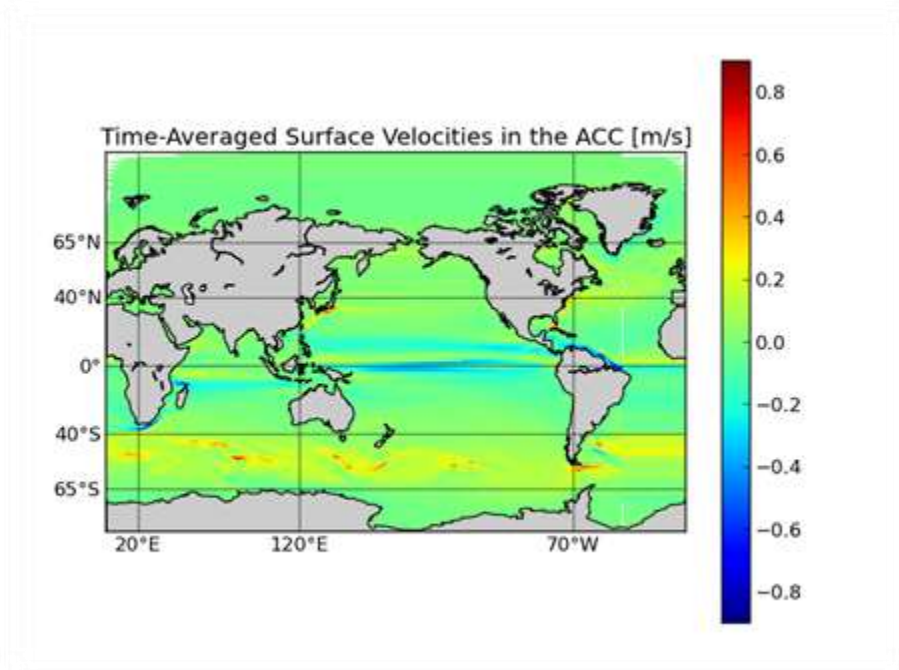 Time-Averaged Surface Velocities in the ACC [m/s]
0.8
0.6
0.4
0.2
0.0
−0.2
−0.4
−0.6
−0.8
65°N
40°N
0°
40°S
65°S
20°E 120°E 70°W